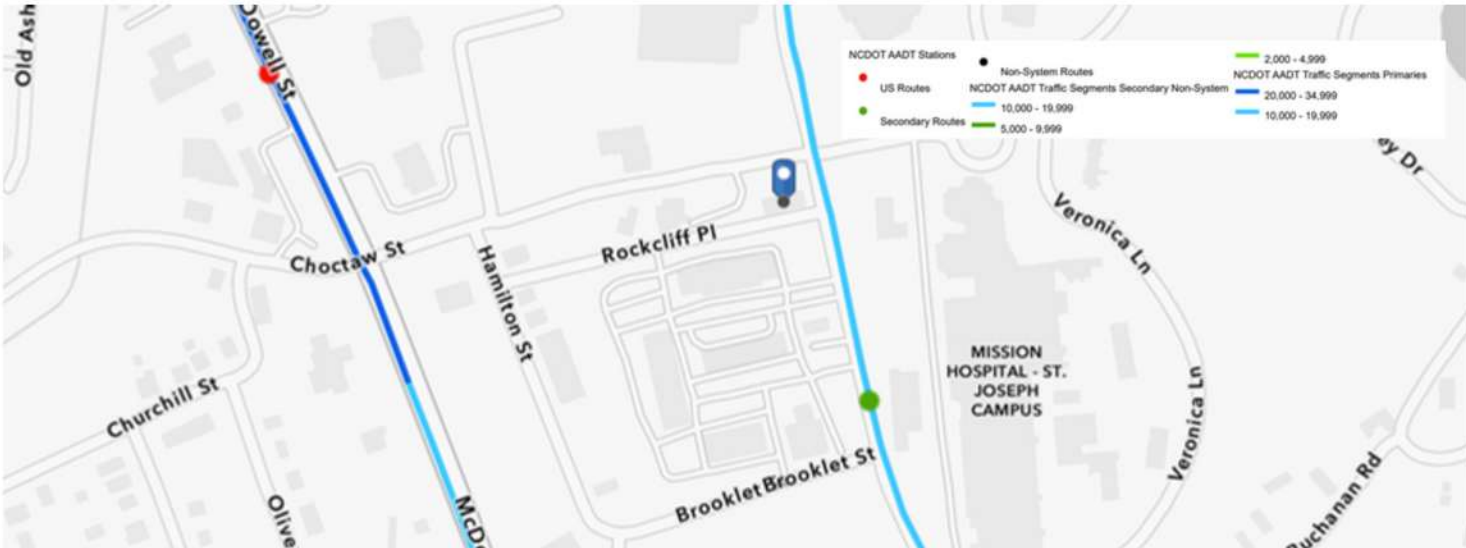 Old Ash
Dowell St
NCDOT AADT Stations
US Routes
Secondary Routes
Non-System Routes
NCDOT AADT Traffic Segments Secondary Non-System
10,000 - 19,999
5,000 - 9,999
2,000 - 4,999
NCDOT AADT Traffic Segments Primaries
20,000 - 34,999
10,000 - 19,999
ay Dr
Veronica Ln
Choctaw St
Rockcliff Pl
Hamilton St
MISSION
HOSPITAL - ST.
JOSEPH
CAMPUS
Churchill St
Veronica Ln
Brooklet
Brooklet St
Olive
McDo
Buchanan Rd